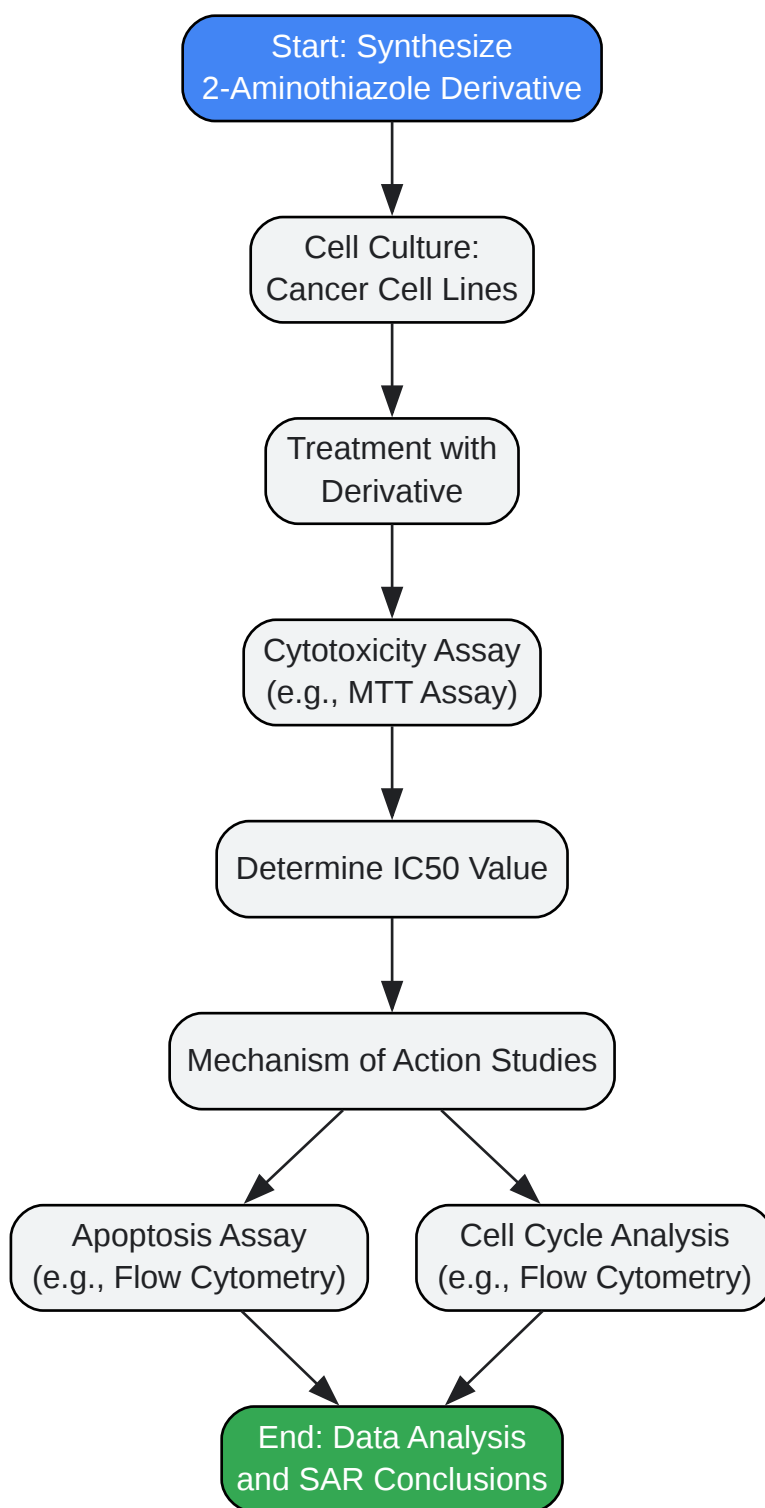 Start: Synthesize
2-Aminothiazole Derivative
Cell Culture:
Cancer Cell Lines
Treatment with
Derivative
Cytotoxicity Assay
(e.g., MTT Assay)
Determine IC50 Value
Mechanism of Action Studies
Apoptosis Assay
(e.g., Flow Cytometry)
Cell Cycle Analysis
(e.g., Flow Cytometry)
End: Data Analysis
and SAR Conclusions